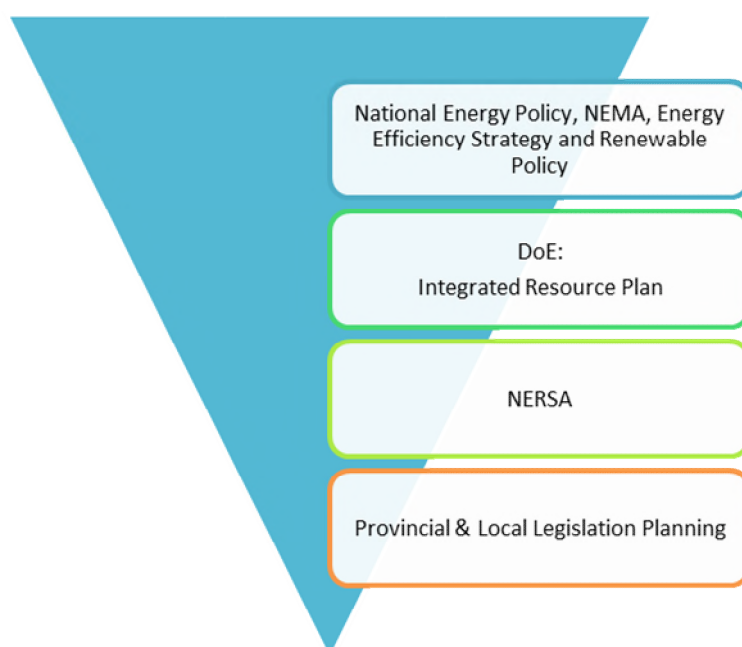 National Energy Policy, NEMA, Energy
Efficiency Strategy and Renewable
Policy
DoE:
Integrated Resource Plan
NERSA
Provincial & Local Legislation Planning